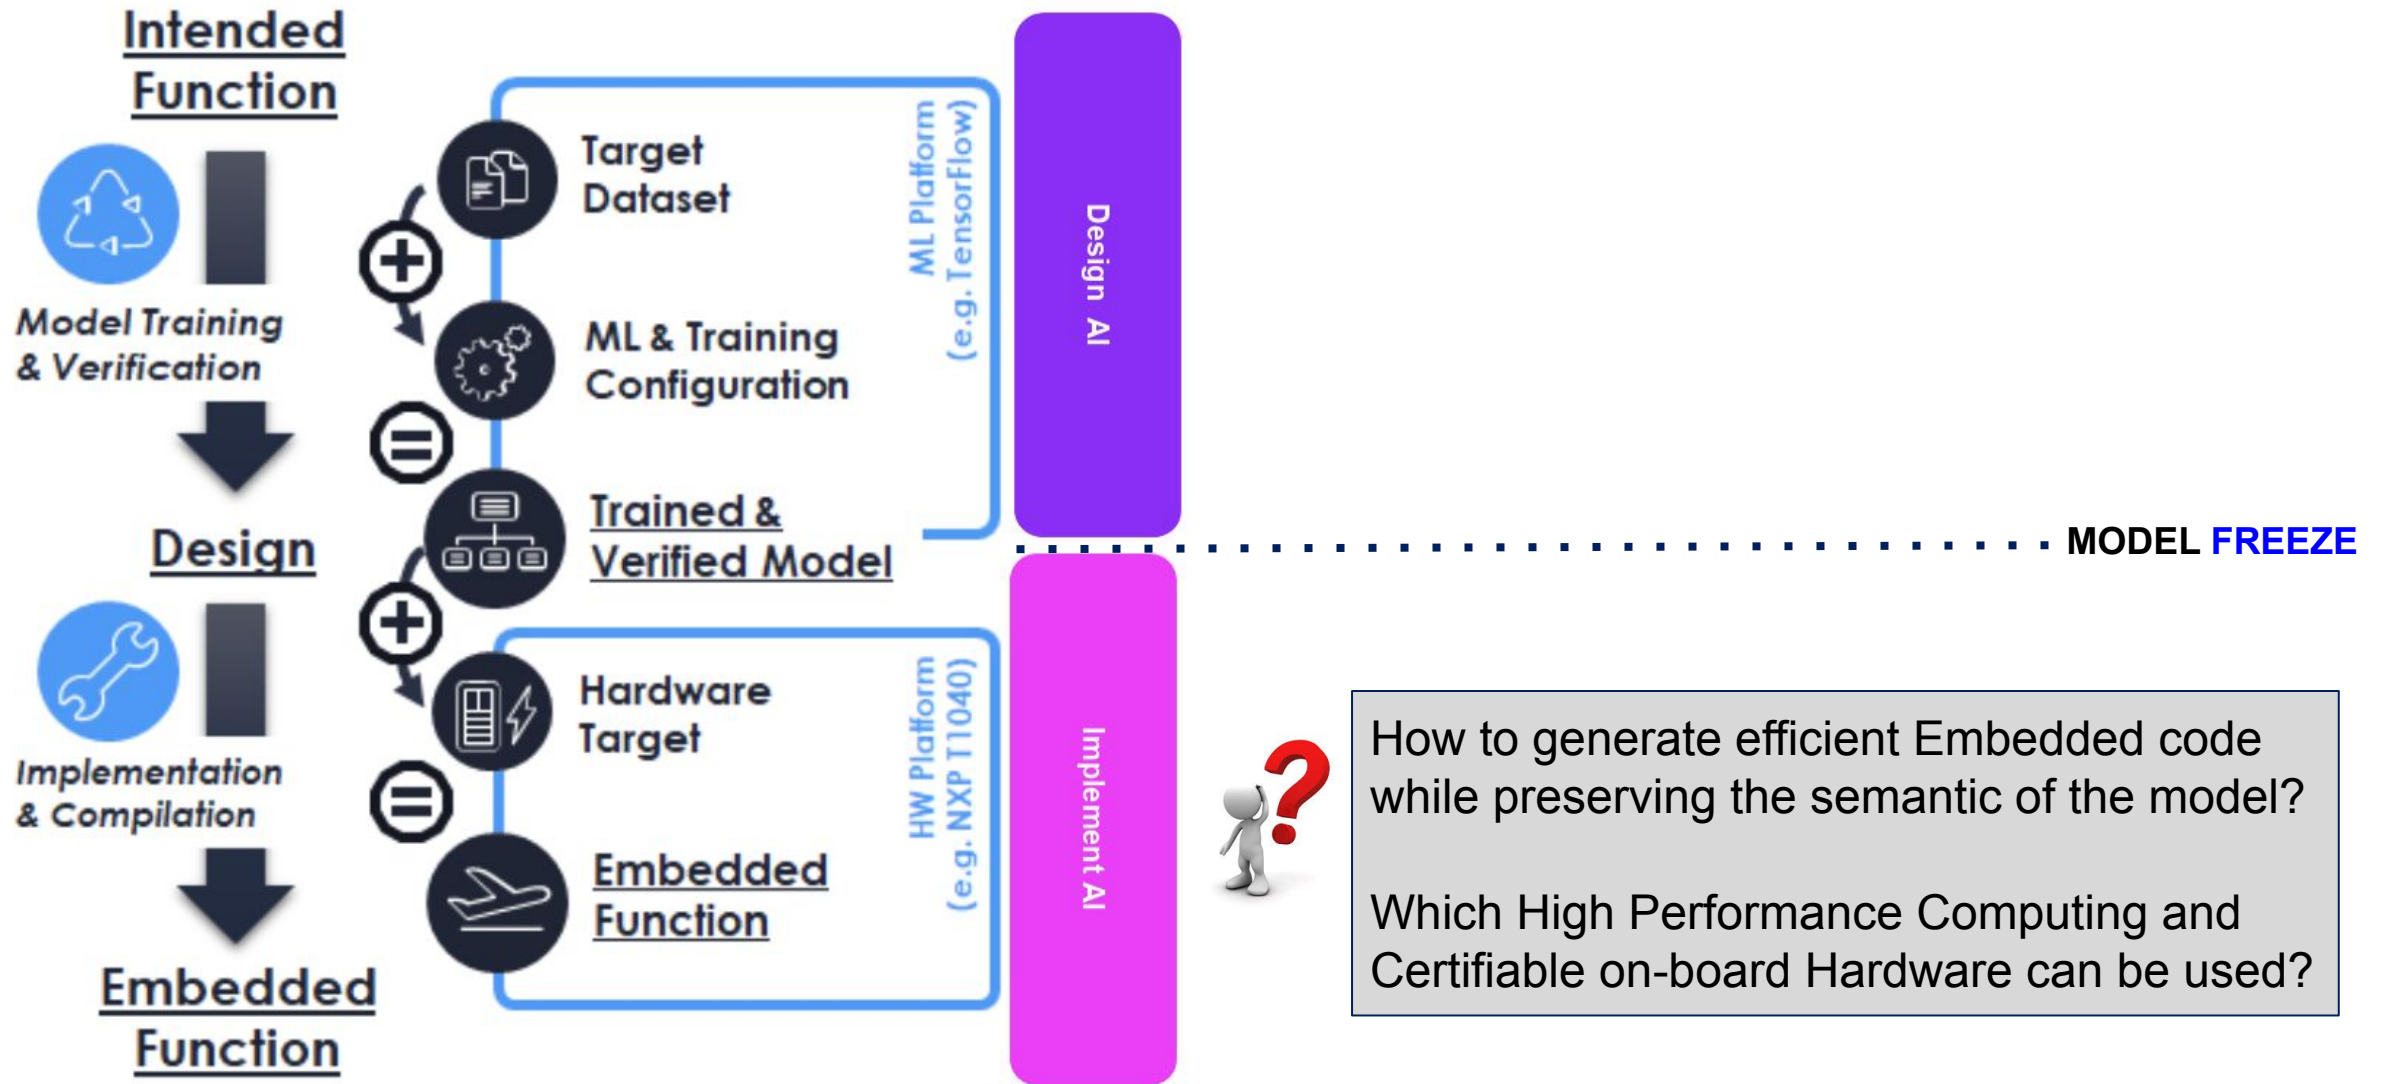 Intended
Function
Model Training
& Verification
Design
Implementation
& Compilation
Embedded
Function
Target
Dataset
ML & Training
Configuration
Trained &
Verified Model
ML Platform
(e.g. TensorFlow)
Hardware
Target
Embedded
Function
HW Platform
(e.g. NXP T1040)
Design AI
Implement AI
MODEL FREEZE
How to generate efficient Embedded code
while preserving the semantic of the model?
Which High Performance Computing and
Certifiable on-board Hardware can be used?